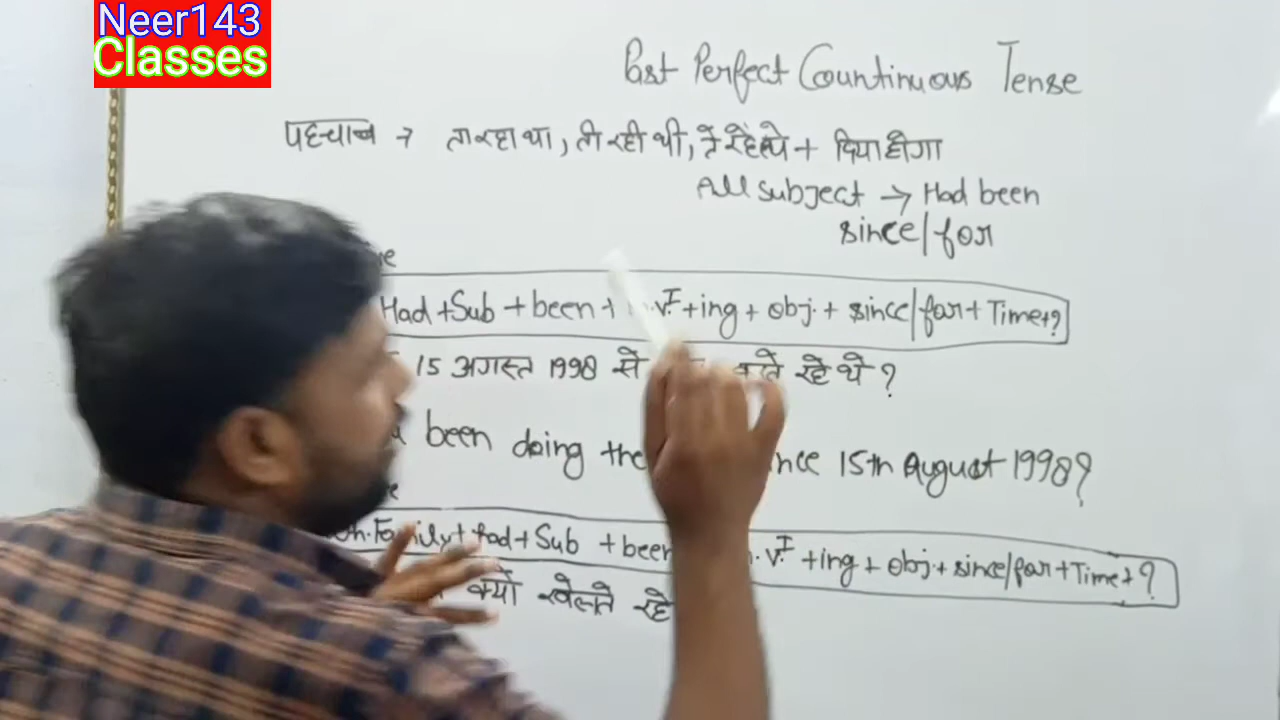 Neer143
Classes
Past Perfect Countinuous Tense
पहचान → ता रहा था, ती रही थी, ते रहें थे + दिया होगा
All subject → Had been
since/for
Had + Sub + been + V.I + ing + obj. + since/for + Time + ?
15 अगस्त 1998 से रहे थे ?
been doing 15th August 1998?
Family + had + Sub + been V.I + ing + obj. + since/for + Time + ?
क्यों खेलते रहे